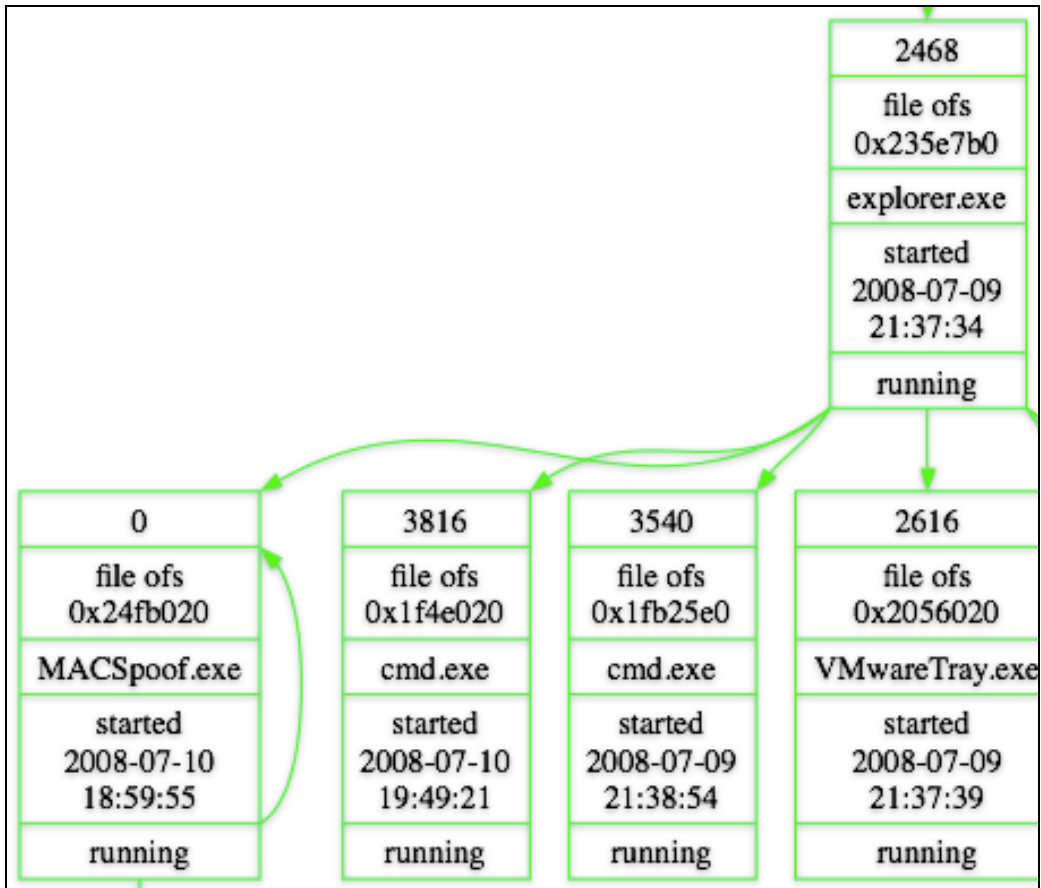 2468
file ofs
0x235e7b0
explorer.exe
started
2008-07-09
21:37:34
running
0
file ofs
0x24fb020
MACSpoof.exe
started
2008-07-10
18:59:55
running
3816
file ofs
0x1f4e020
cmd.exe
started
2008-07-10
19:49:21
running
3540
file ofs
0x1fb25e0
cmd.exe
started
2008-07-09
21:38:54
running
2616
file ofs
0x2056020
VMwareTray.exe
started
2008-07-09
21:37:39
running